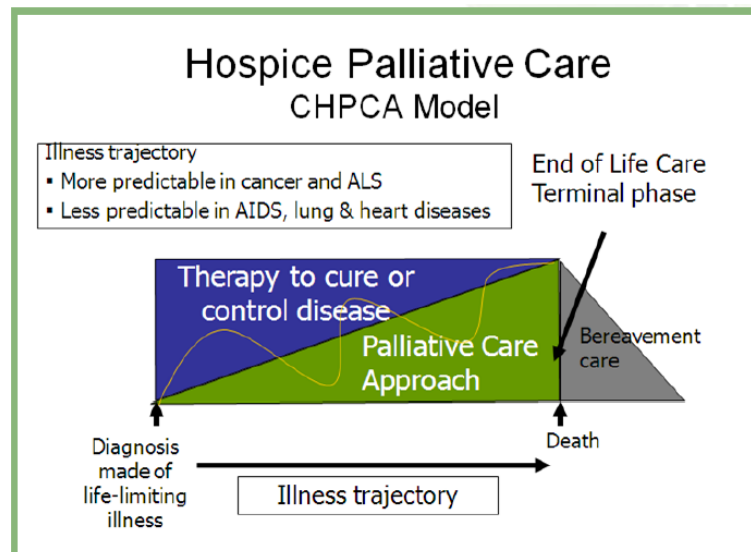 Hospice Palliative Care
CHPCA Model
Illness trajectory
▪ More predictable in cancer and ALS
▪ Less predictable in AIDS, lung & heart diseases
End of Life Care
Terminal phase
Therapy to cure or
control disease
Palliative Care
Approach
Bereavement
care
Diagnosis
made of
life-limiting
illness
Death
Illness trajectory